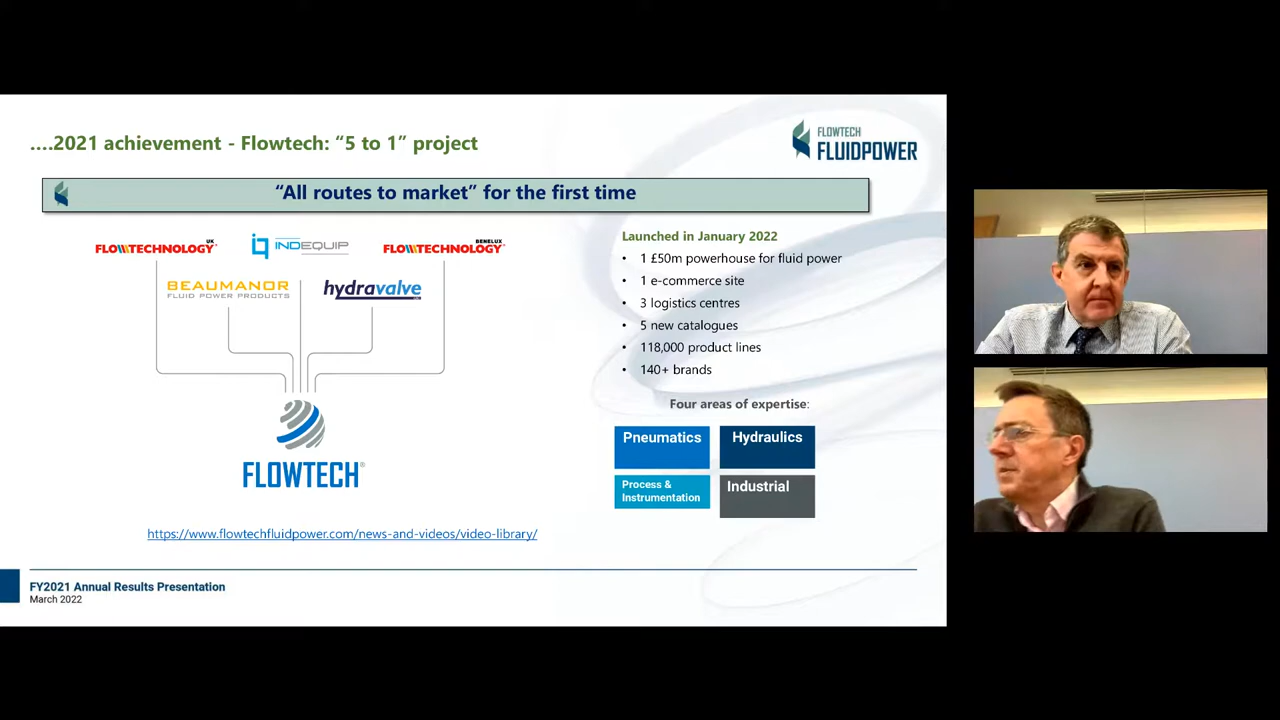 ....2021 achievement - Flowtech: “5 to 1” project
FLOWTECH
FLUIDPOWER
“All routes to market” for the first time
FLOWTECHNOLOGY UK
INDEQUIP
FLOWTECHNOLOGY BENELUX
BEAUMANOR
FLUID POWER PRODUCTS
hydravalve
FLOWTECH®
https://www.flowtechfluidpower.com/news-and-videos/video-library/
Launched in January 2022
• 1 £50m powerhouse for fluid power
• 1 e-commerce site
• 3 logistics centres
• 5 new catalogues
• 118,000 product lines
• 140+ brands
Four areas of expertise:
Pneumatics
Hydraulics
Process &
Instrumentation
Industrial
FY2021 Annual Results Presentation
March 2022